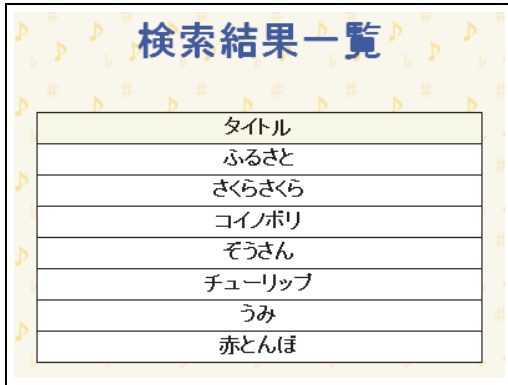 検索結果一覧
タイトル
ふるさと
さくらさくら
コイノボリ
ぞうさん
チューリップ
うみ
赤とんぼ